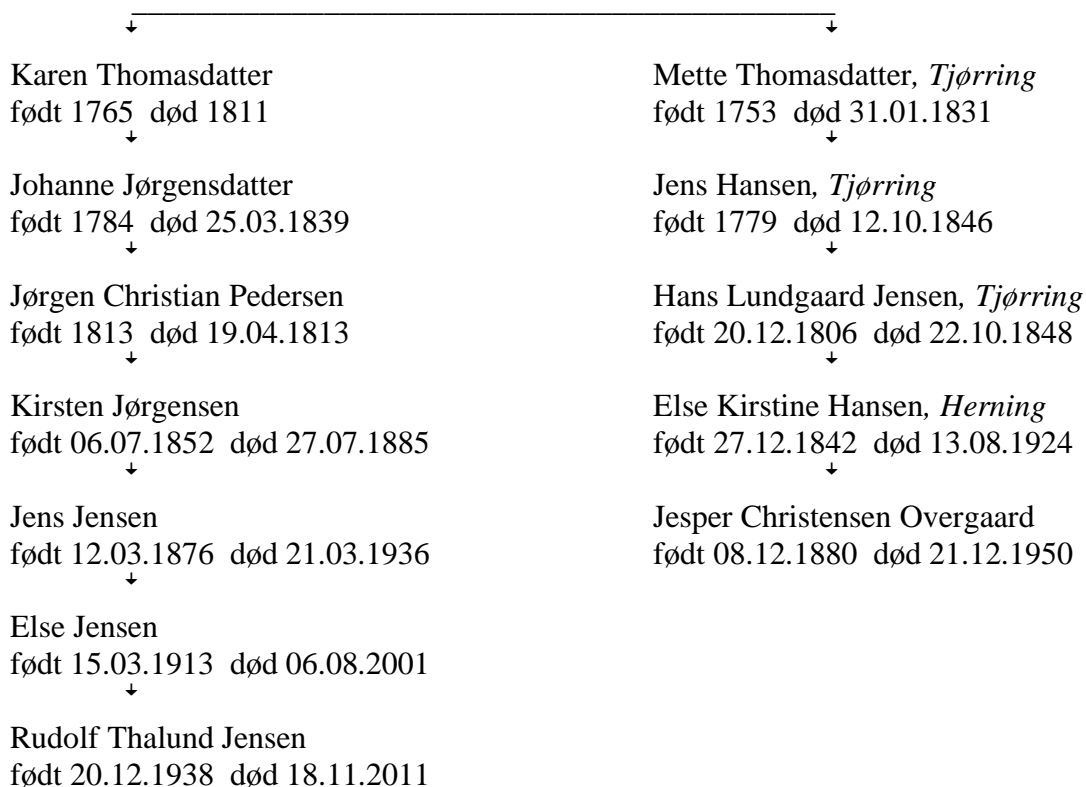 Karen Thomasdatter
født 1765 død 1811
Johanne Jørgensdatter
født 1784 død 25.03.1839
Jørgen Christian Pedersen
født 1813 død 19.04.1813
Kirsten Jørgensen
født 06.07.1852 død 27.07.1885
Jens Jensen
født 12.03.1876 død 21.03.1936
Else Jensen
født 15.03.1913 død 06.08.2001
Rudolf Thalund Jensen
født 20.12.1938 død 18.11.2011
Mette Thomasdatter, Tjørring
født 1753 død 31.01.1831
Jens Hansen, Tjørring
født 1779 død 12.10.1846
Hans Lundgaard Jensen, Tjørring
født 20.12.1806 død 22.10.1848
Else Kirstine Hansen, Herning
født 27.12.1842 død 13.08.1924
Jesper Christensen Overgaard
født 08.12.1880 død 21.12.1950